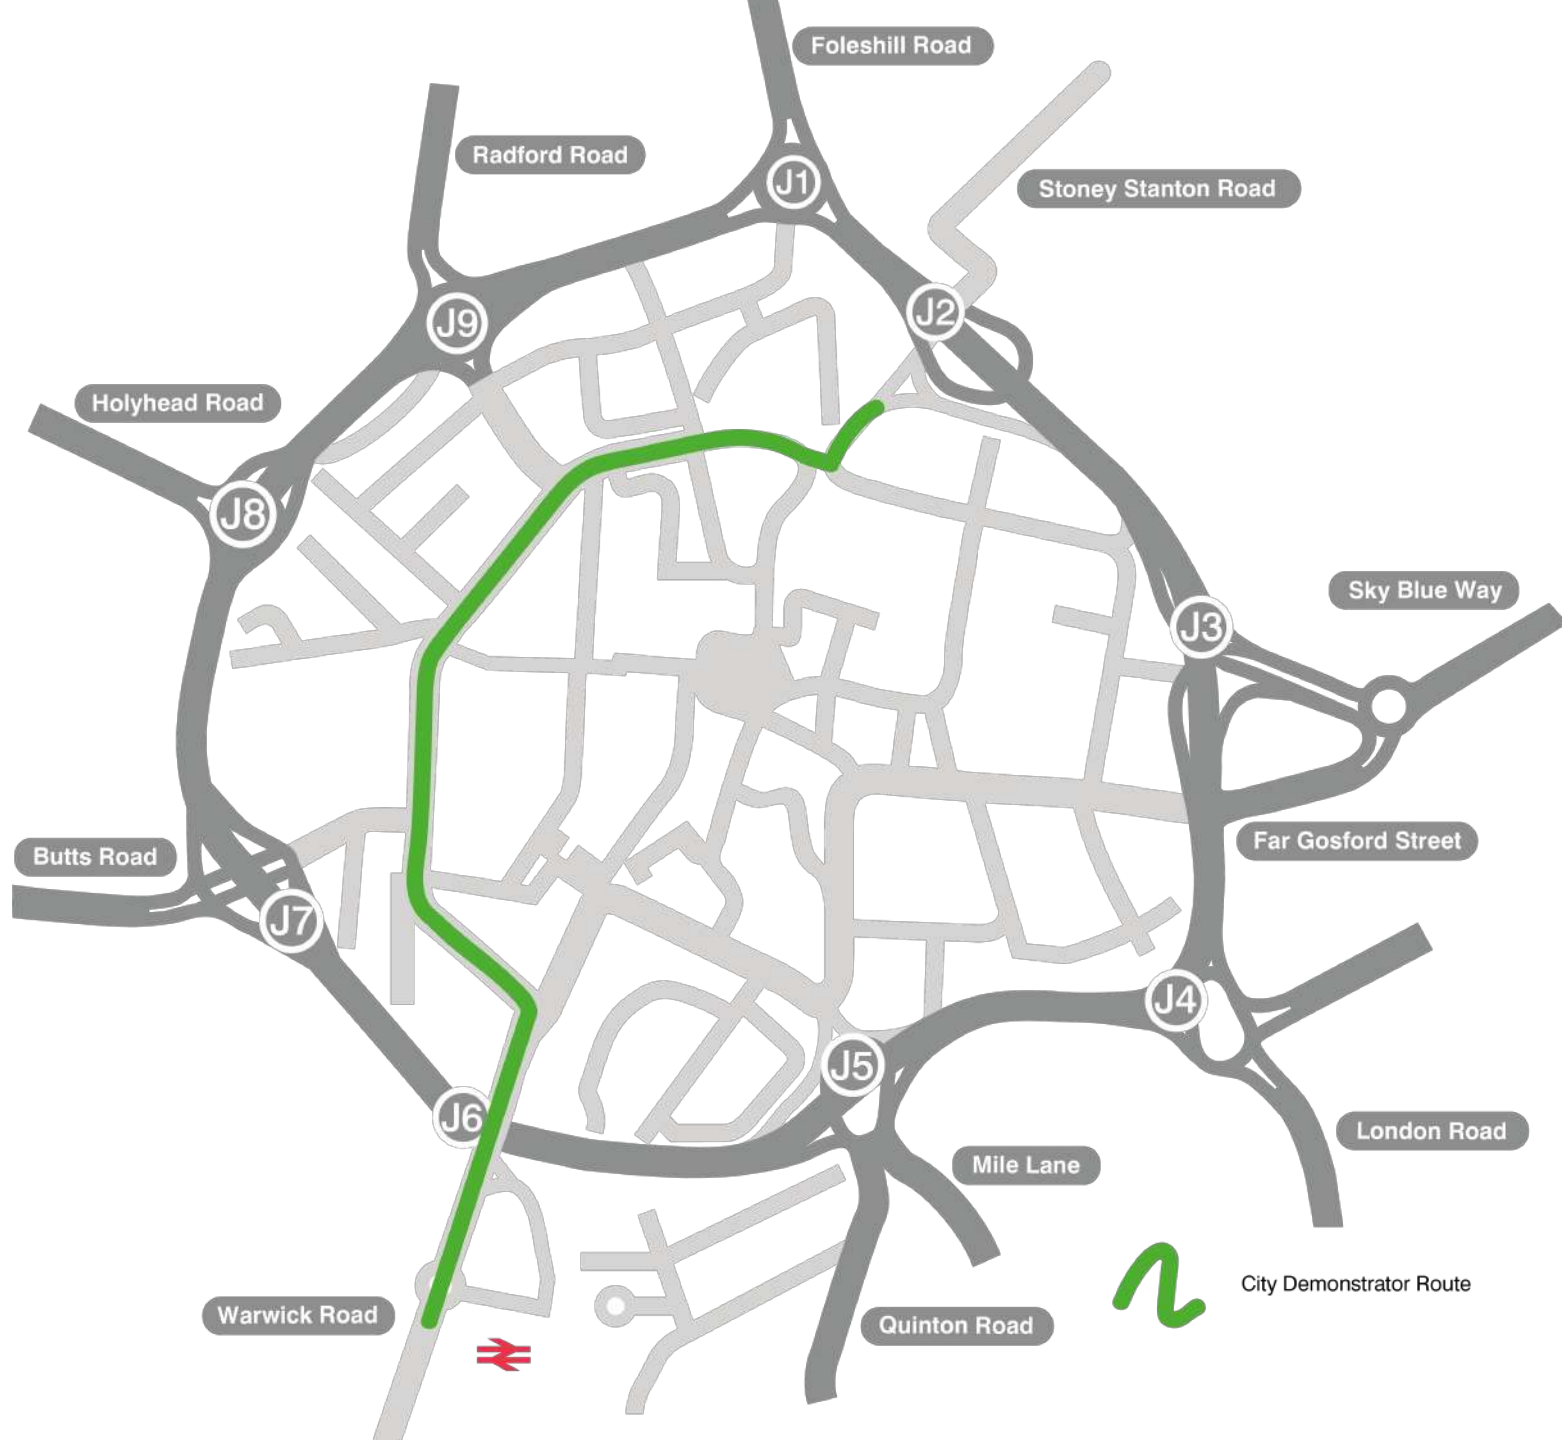 Foleshill Road
Radford Road
J1
Stoney Stanton Road
J2
J9
Holyhead Road
J8
Sky Blue Way
J3
Butts Road
Far Gosford Street
J7
J4
J5
J6
London Road
Mile Lane
City Demonstrator Route
Warwick Road
Quinton Road